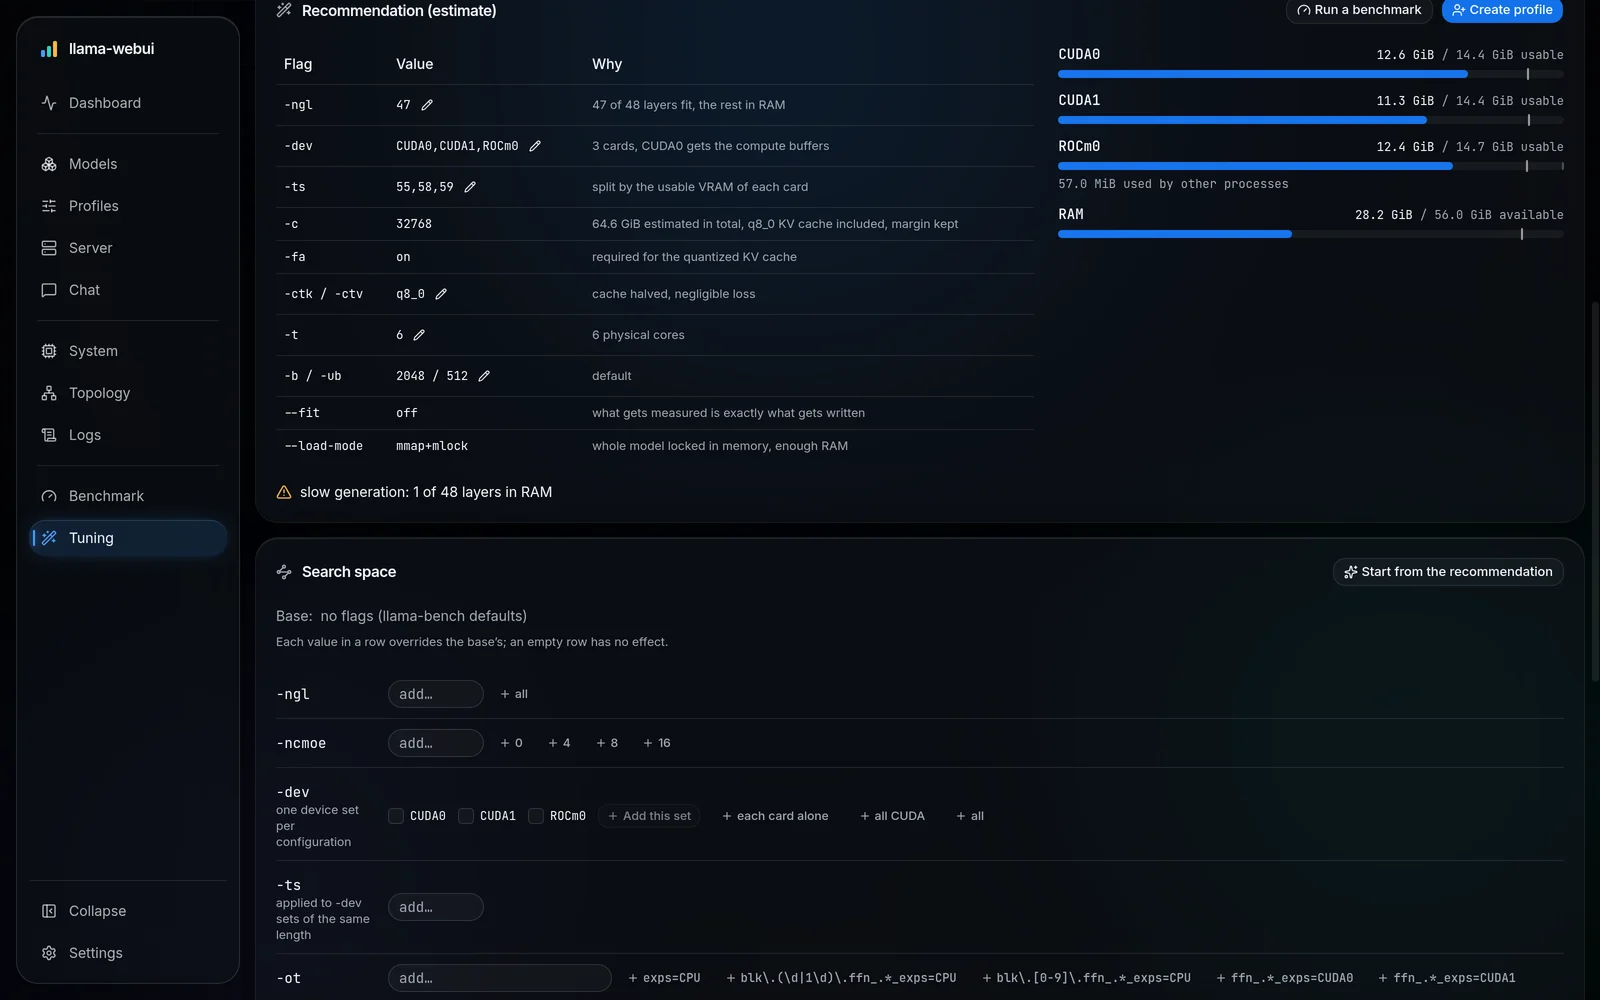 llama-webui
Dashboard
Models
Profiles
Server
Chat
System
Topology
Logs
Benchmark
Tuning
Collapse
Settings
Recommendation (estimate)
Run a benchmark
Create profile
Flag Value Why
-ngl 47 47 of 48 layers fit, the rest in RAM
-dev CUDA0,CUDA1,ROCm0 3 cards, CUDA0 gets the compute buffers
-ts 55,58,59 split by the usable VRAM of each card
-c 32768 64.6 GiB estimated in total, q8_0 KV cache included, margin kept
-fa on required for the quantized KV cache
-ctk / -ctv q8_0 cache halved, negligible loss
-t 6 6 physical cores
-b / -ub 2048 / 512 default
--fit off what gets measured is exactly what gets written
--load-mode mmap+mlock whole model locked in memory, enough RAM
slow generation: 1 of 48 layers in RAM
CUDA0 12.6 GiB / 14.4 GiB usable
CUDA1 11.3 GiB / 14.4 GiB usable
ROCm0 12.4 GiB / 14.7 GiB usable
57.0 MiB used by other processes
RAM 28.2 GiB / 56.0 GiB available
Search space
Start from the recommendation
Base: no flags (llama-bench defaults)
Each value in a row overrides the base's; an empty row has no effect.
-ngl add… + all
-ncmoe add… + 0 + 4 + 8 + 16
-dev
one device set
per
configuration
CUDA0 CUDA1 ROCm0 + Add this set + each card alone + all CUDA + all
-ts
applied to -dev
sets of the same
length
add…
-ot add… + exps=CPU + blk\.(\d|1\d)\.ffn_.*_exps=CPU + blk\.[0-9]\.ffn_.*_exps=CPU + ffn_.*_exps=CUDA0 + ffn_.*_exps=CUDA1